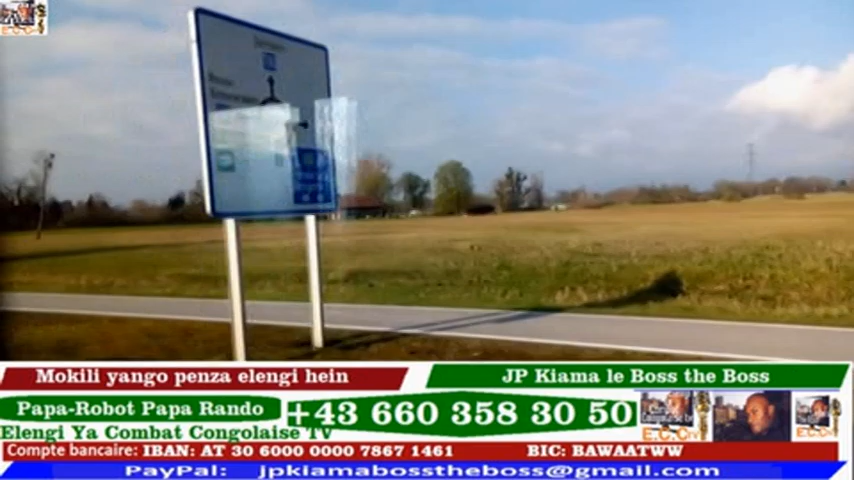 E.C.C
Mokili yango penza elengi hein
JP Kiama le Boss the Boss
Papa-Robot Papa Rando
+43 660 358 30 50
Elengi Ya Combat Congolaise TV
E.C.C TV
Compte bancaire: IBAN: AT 30 6000 0000 7867 1461 BIC: BAWAATWW
PayPal: jpkiamabosstheboss@gmail.com